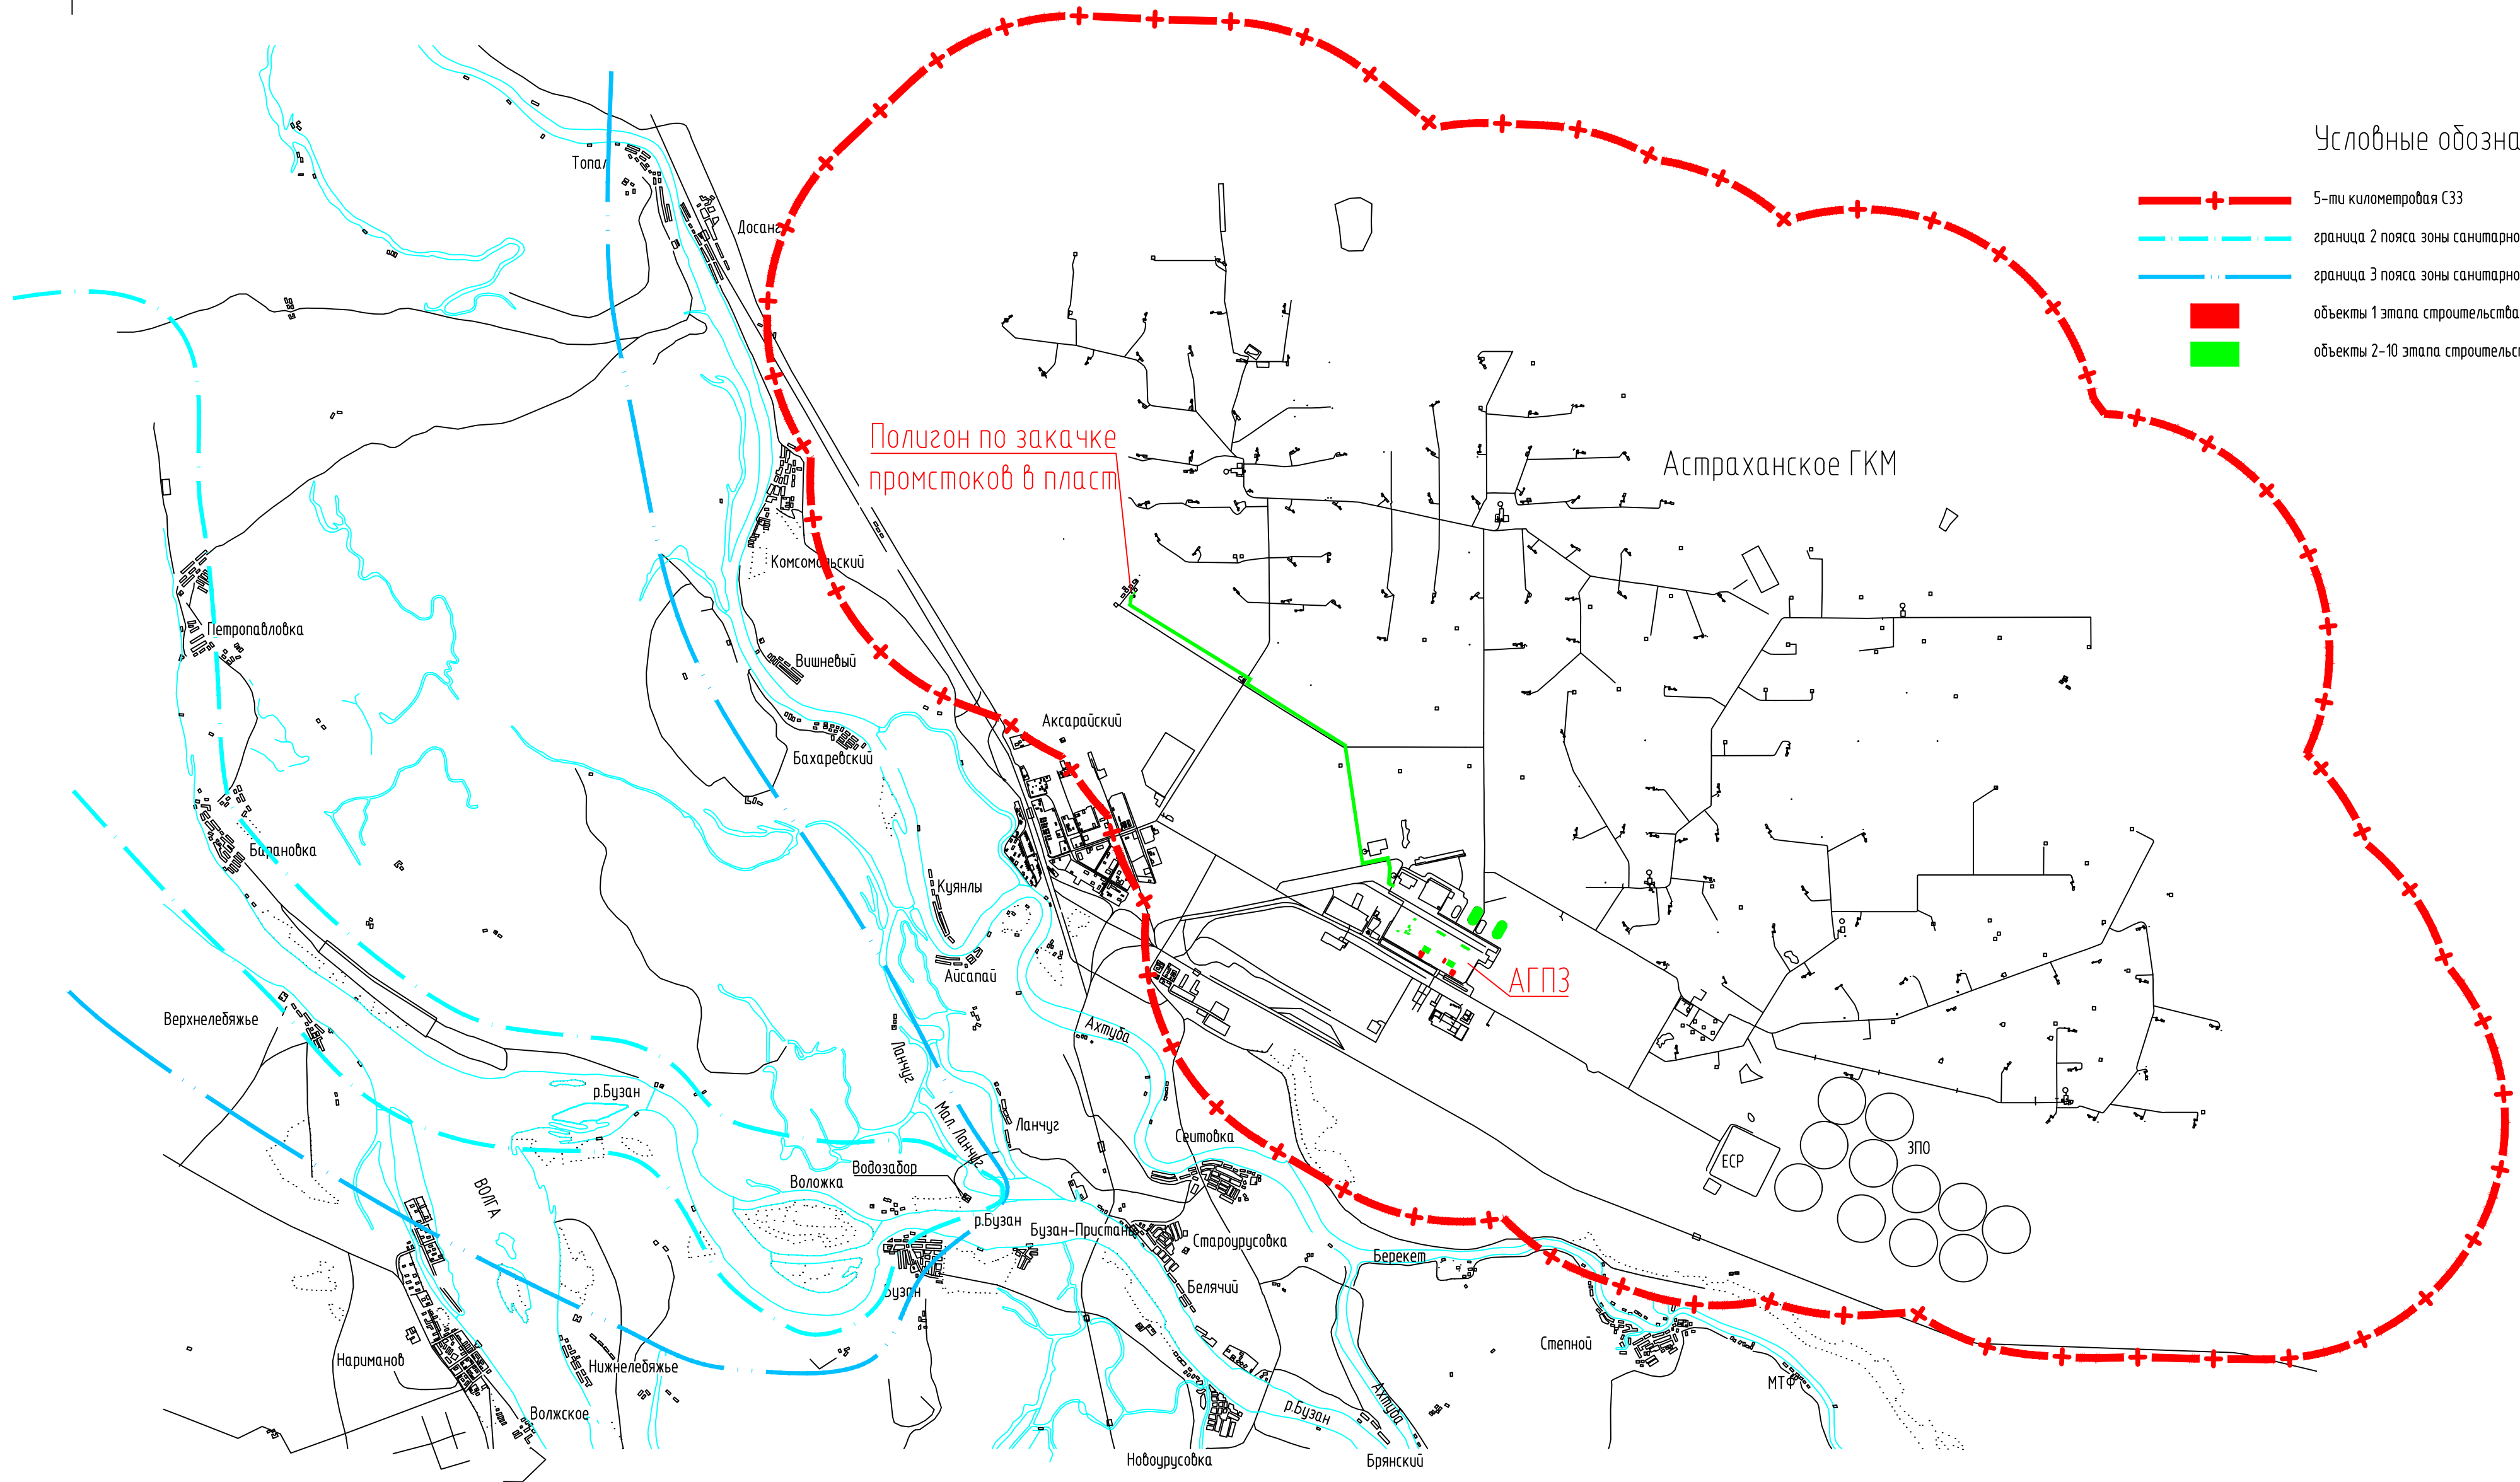 Условные обозна
5-ти километровая СЗЗ
граница 2 пояса зоны санитарно
граница 3 пояса зоны санитарно
объекты 1 этапа строительства
объекты 2-10 этапа строительс
Топал
Досанг
Полигон по закачке
промстоков в пласт
Астраханское ГКМ
Комсомольский
Петропавловка
Вишневый
Аксарайский
Бахаревский
Барановка
Куянлы
Айсапай
АГПЗ
Верхнелебяжье
Ахтуба
Ланчуг
р.Бузан
Мал. Ланчуг
Ланчуг
Сеитовка
ЕСР
ЗПО
Водозабор
Воложка
ВОЛГА
р.Бузан
Бузан-Пристань
Староурусовка
Берекет
Белячий
Бузан
Степной
Нариманов
Нижнелебяжье
МТФ
Волжское
р.Бузан
Ахтуба
Новоурусовка
Брянский